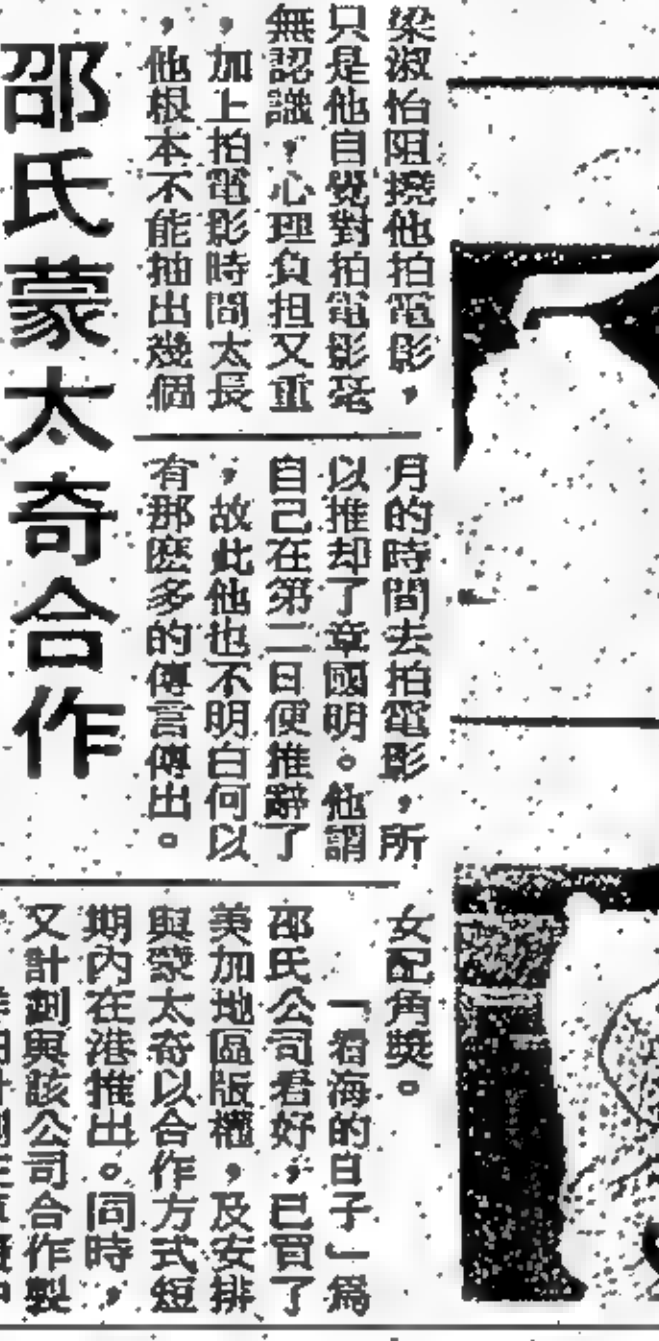 梁淑怡阻撓他拍電影，
只是他自覺對拍電影毫
無認識，心理負担又重
，加上拍電影時間太長
，他根本不能抽出幾個
月的時間去拍電影，所
以推却了章國明。他謂
自己在第二日便推辭了
，故此他也不明白何以
有那麽多的傳言傳出。
邵氏蒙太奇合作
女配角獎。
「看海的日子」爲
邵氏公司看好，已買了
美加地區版權，及安排
與蒙太奇以合作方式短
期內在港推出。同時，
又計劃與該公司合作製